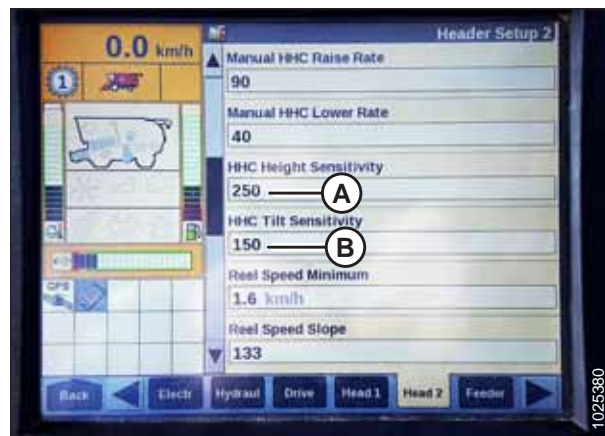 0.0 km/h
Header Setup 2
1
Manual HHC Raise Rate
90
Manual HHC Lower Rate
40
HHC Height Sensitivity
250
A
HHC Tilt Sensitivity
150
B
Reel Speed Minimum
1.6 km/h
Reel Speed Slope
133
GPS
Back
Electr
Hydraul
Drive
Head 1
Head 2
Feeder
1025380